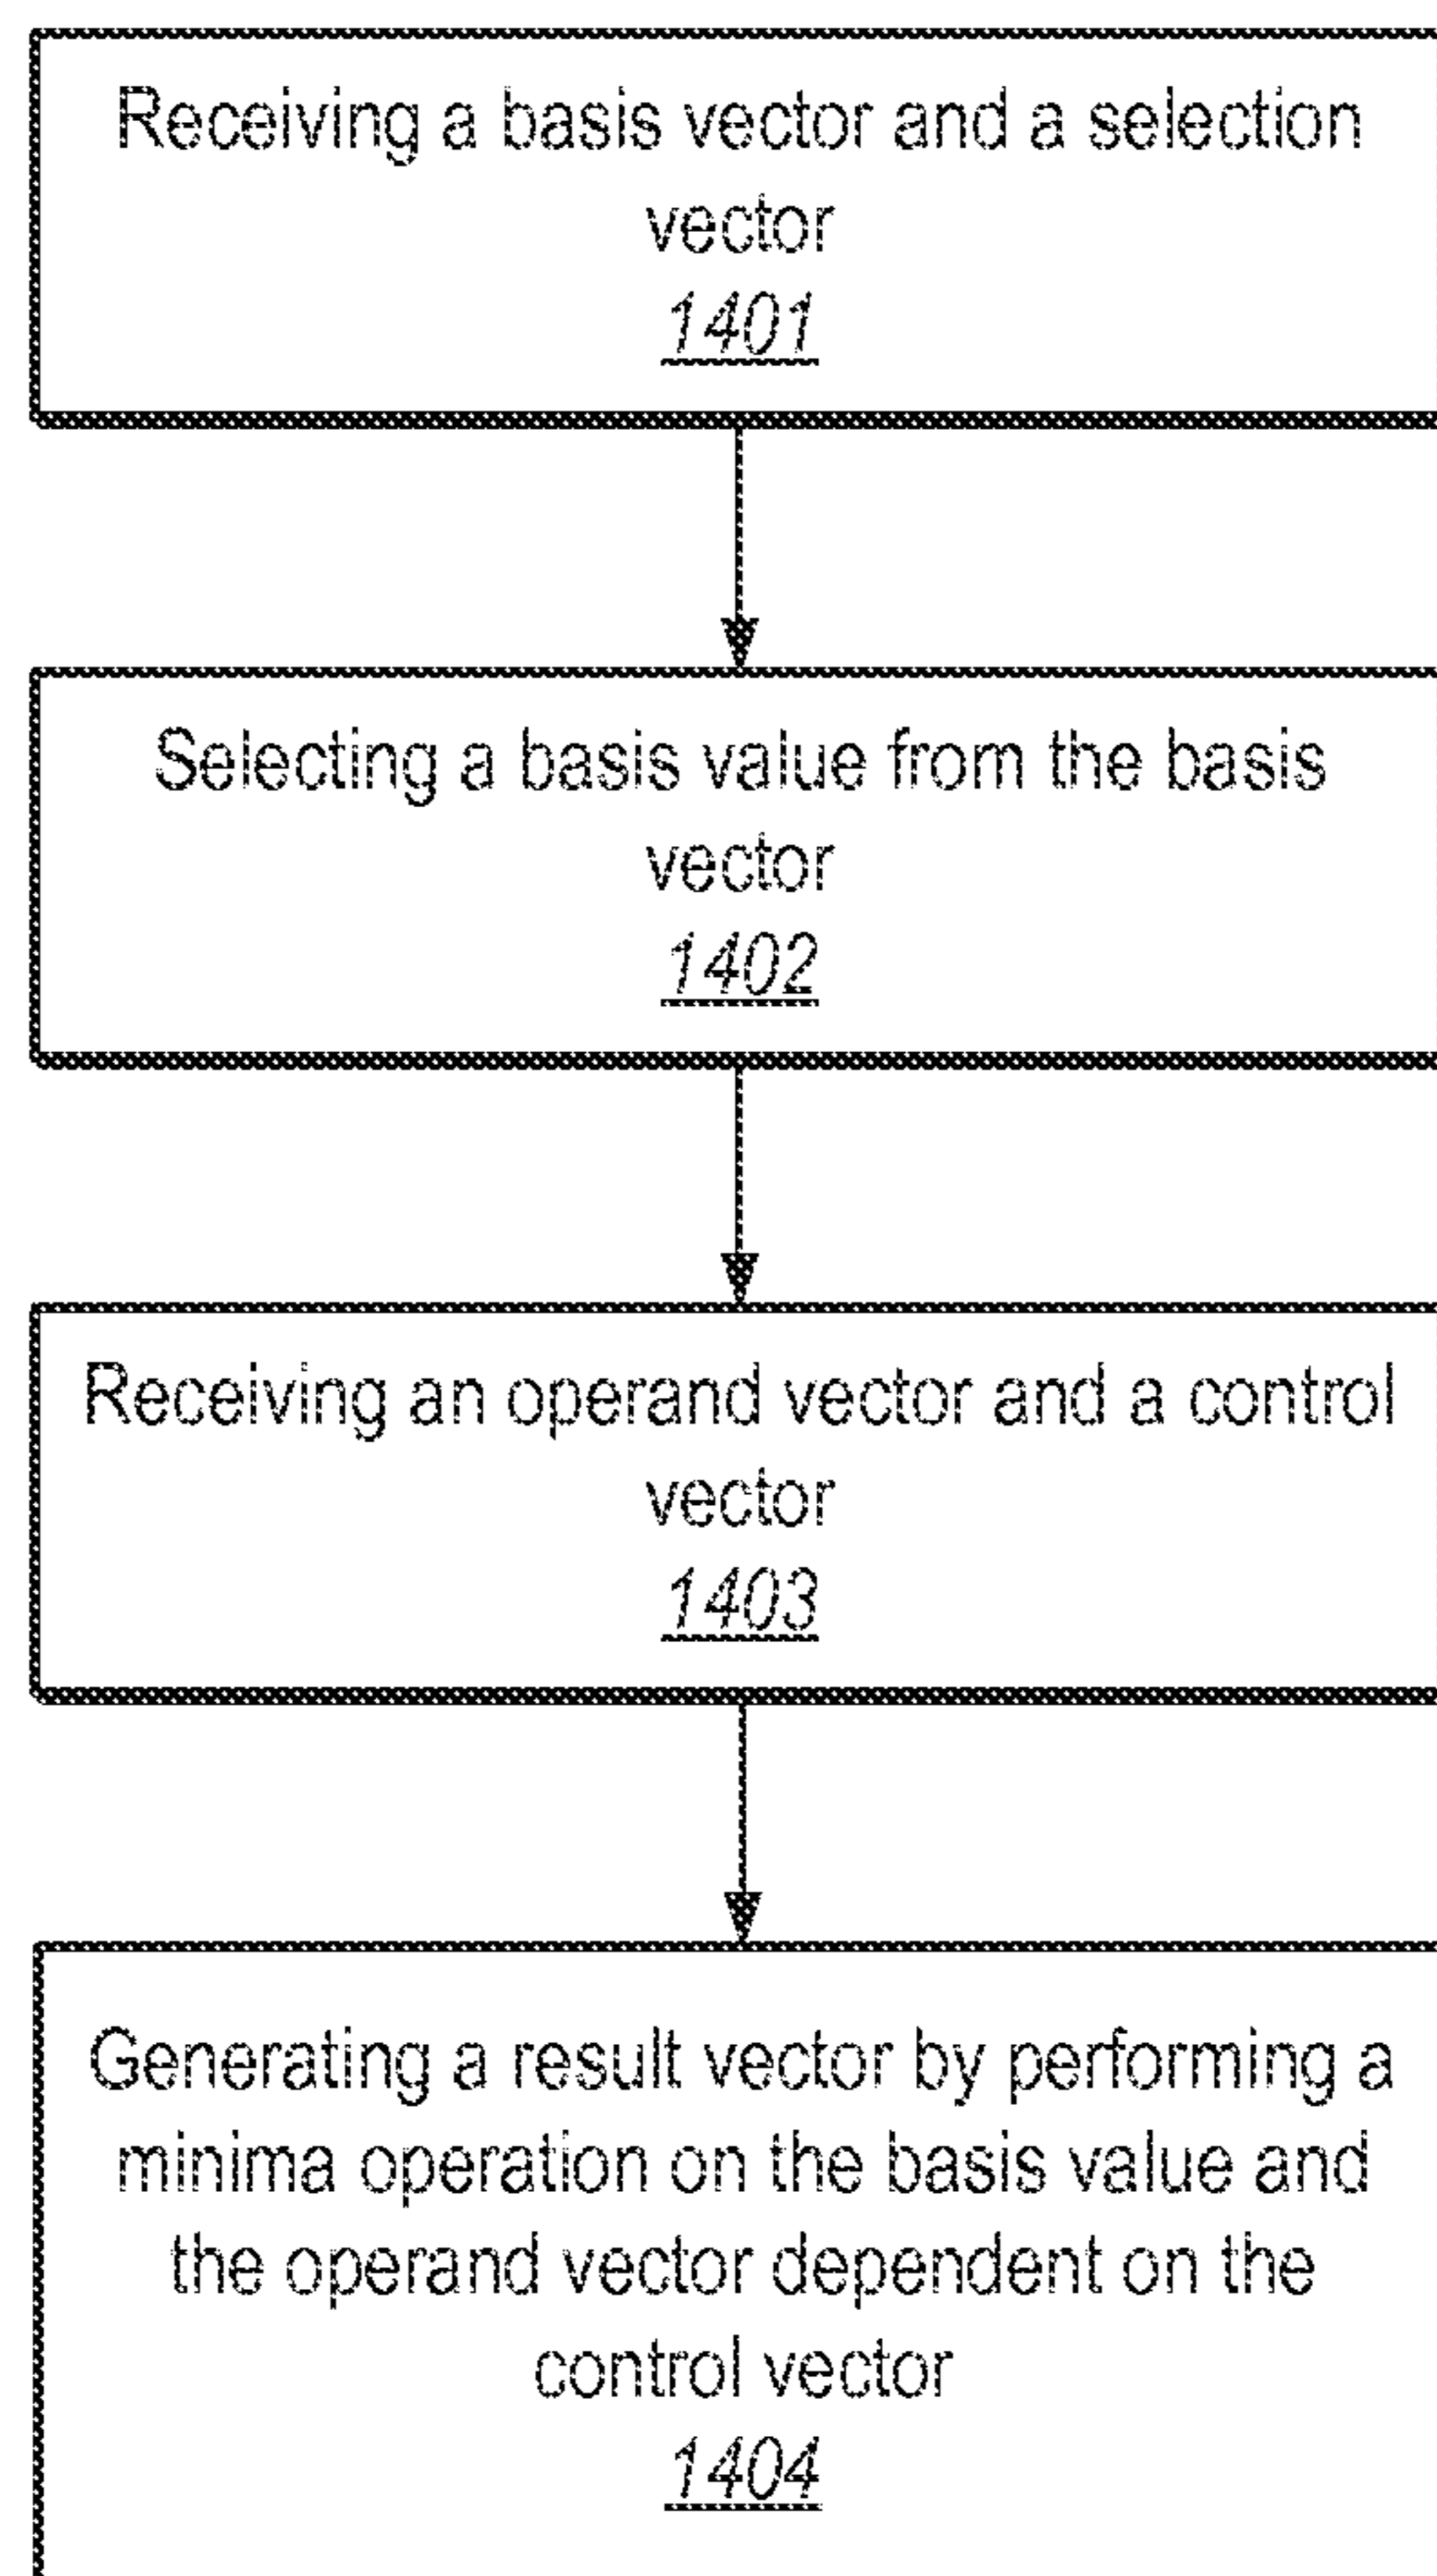 Receiving a basis vector and a selection
vector
1401
Selecting a basis value from the basis
vector
1402
Receiving an operand vector and a control
vector
1403
Generating a result vector by performing a
minima operation on the basis value and
the operand vector dependent on the
control vector
1404